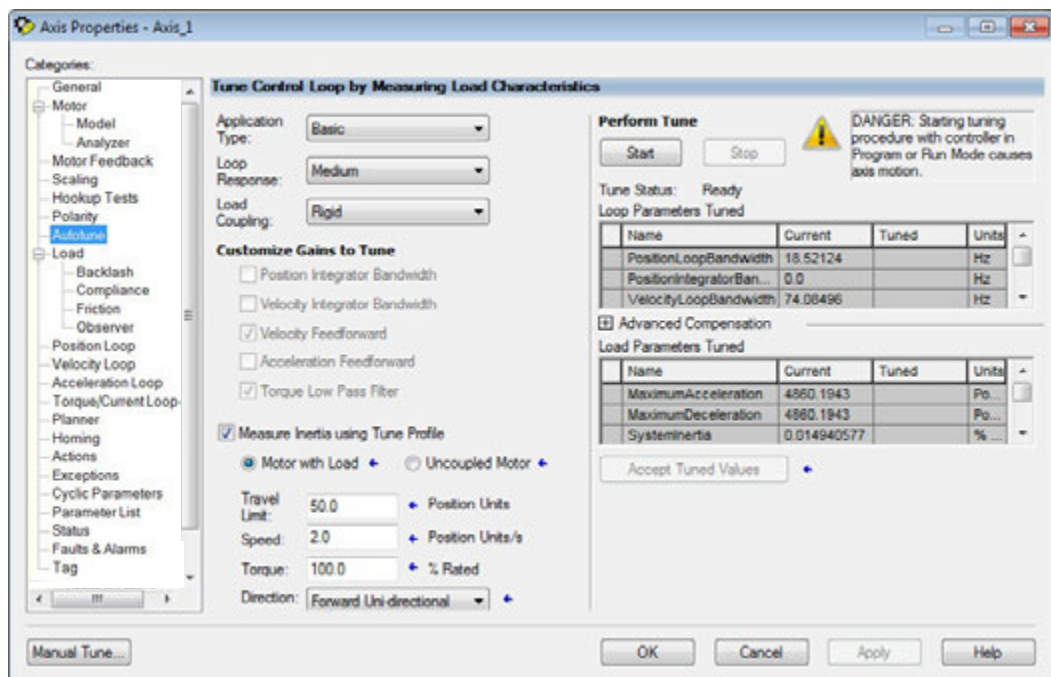 Axis Properties - Axis_1
Categories:
General
Motor
Model
Analyzer
Motor Feedback
Scaling
Hookup Tests
Polarity
Autotune
Load
Backlash
Compliance
Friction
Observer
Position Loop
Velocity Loop
Acceleration Loop
Torque/Current Loop
Planner
Homing
Actions
Exceptions
Cyclic Parameters
Parameter List
Status
Faults & Alarms
Tag
Manual Tune...
Tune Control Loop by Measuring Load Characteristics
Application Type: Basic
Loop Response: Medium
Load Coupling: Rigid
Customize Gains to Tune
Position Integrator Bandwidth
Velocity Integrator Bandwidth
Velocity Feedforward
Acceleration Feedforward
Torque Low Pass Filter
Measure Inertia using Tune Profile
Motor with Load Uncoupled Motor
Travel Limit: 50.0 Position Units
Speed: 2.0 Position Units/s
Torque: 100.0 % Rated
Direction: Forward Uni-directional
Perform Tune
Start Stop
DANGER: Starting tuning
procedure with controller in
Program or Run Mode causes
axis motion.
Tune Status: Ready
Loop Parameters Tuned
Name Current Tuned Units
PositionLoopBandwidth 18.52124 Hz
PositionIntegratorBan... 0.0 Hz
VelocityLoopBandwidth 74.08496 Hz
Advanced Compensation
Load Parameters Tuned
Name Current Tuned Units
MaximumAcceleration 4860.1943 Po...
MaximumDeceleration 4860.1943 Po...
SystemInertia 0.014940577 % ...
Accept Tuned Values
OK Cancel Apply Help